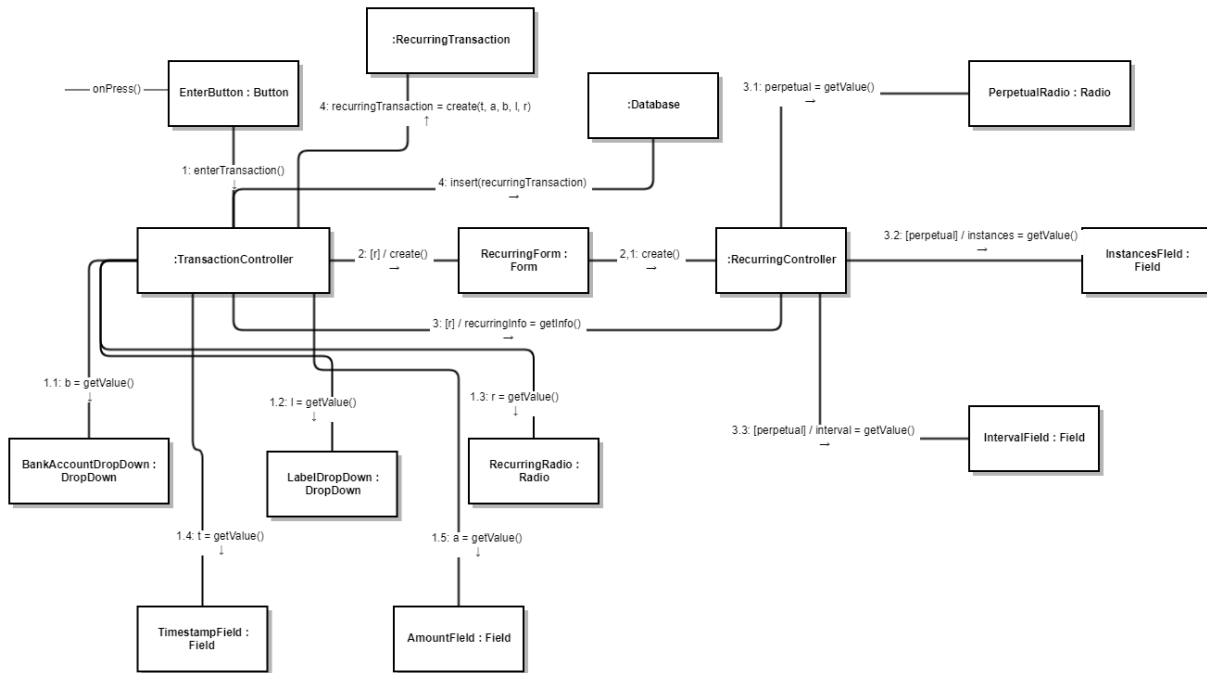 :RecurringTransaction
onPress()
EnterButton : Button
3.1: perpetual = getValue()
→
PerpetualRadio : Radio
4: recurringTransaction = create(t, a, b, l, r)
↑
:Database
1: enterTransaction()
↓
4: insert(recurringTransaction)
→
:TransactionController
2: [r] / create()
→
RecurringForm :
Form
2,1: create()
→
:RecurringController
3.2: [perpetual] / instances = getValue()
→
InstancesField :
Field
3: [r] / recurringInfo = getInfo()
→
1.1: b = getValue()
↓
1.2: l = getValue()
↓
1.3: r = getValue()
↓
3.3: [perpetual] / interval = getValue()
→
IntervalField : Field
BankAccountDropDown :
DropDown
LabelDropDown :
DropDown
RecurringRadio :
Radio
1.4: t = getValue()
↓
1.5: a = getValue()
↓
TimestampField :
Field
AmountField : Field